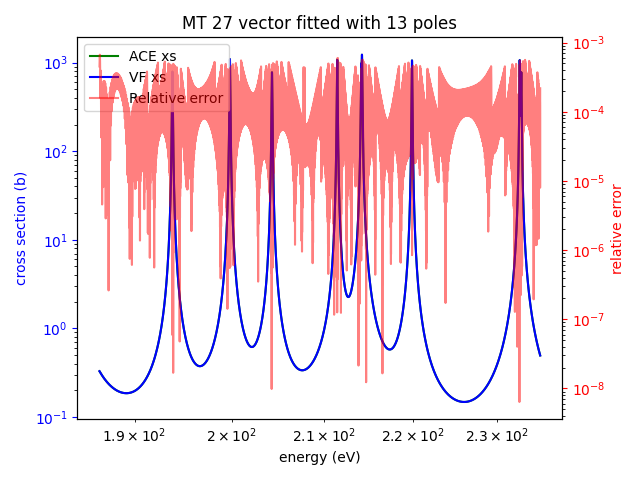 MT 27 vector fitted with 13 poles
ACE xs
VF xs
Relative error
10³
10²
10¹
10⁰
10⁻¹
cross section (b)
10⁻³
10⁻⁴
10⁻⁵
10⁻⁶
10⁻⁷
10⁻⁸
relative error
1.9 × 10² 2 × 10² 2.1 × 10² 2.2 × 10² 2.3 × 10²
energy (eV)